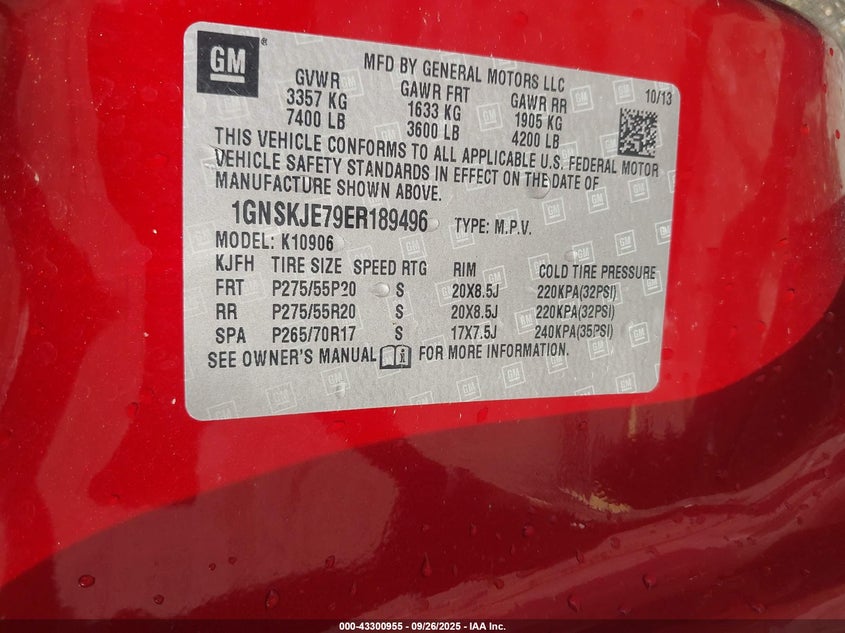 GM®
MFD BY GENERAL MOTORS LLC
10/13
GVWR GAWR FRT GAWR RR
3357 KG 1633 KG 1905 KG
7400 LB 3600 LB 4200 LB
THIS VEHICLE CONFORMS TO ALL APPLICABLE U.S. FEDERAL MOTOR
VEHICLE SAFETY STANDARDS IN EFFECT ON THE DATE OF
MANUFACTURE SHOWN ABOVE.
1GNSKJE79ER189496 TYPE: M.P.V.
MODEL: K10906
KJFH TIRE SIZE SPEED RTG RIM COLD TIRE PRESSURE
FRT P275/55R20 S 20X8.5J 220KPA(32PSI)
RR P275/55R20 S 20X8.5J 220KPA(32PSI)
SPA P265/70R17 S 17X7.5J 240KPA(35PSI)
SEE OWNER'S MANUAL FOR MORE INFORMATION.
000-43300955 - 09/26/2025 - IAA Inc.